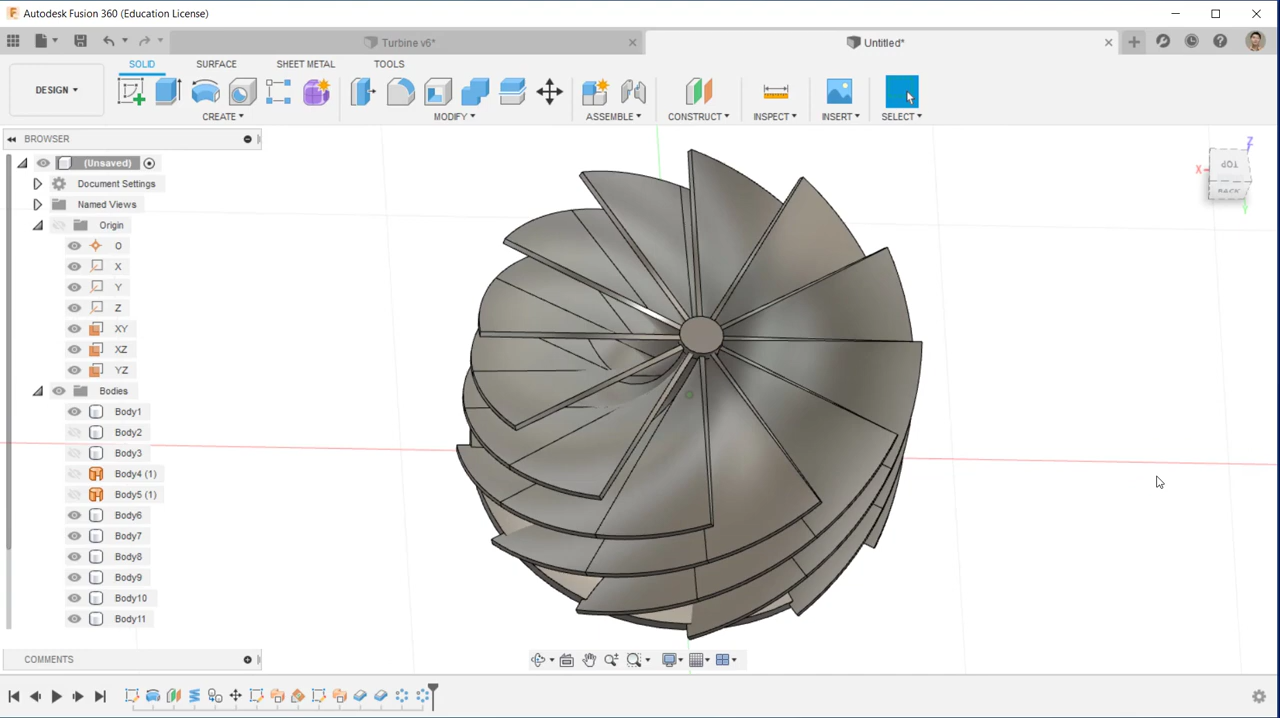 Autodesk Fusion 360 (Education License)
Turbine v6*
Untitled*
DESIGN
SOLID
SURFACE
SHEET METAL
TOOLS
CREATE
MODIFY
ASSEMBLE
CONSTRUCT
INSPECT
INSERT
SELECT
BROWSER
(Unsaved)
Document Settings
Named Views
Origin
O
X
Y
Z
XY
XZ
YZ
Bodies
Body1
Body2
Body3
Body4 (1)
Body5 (1)
Body6
Body7
Body8
Body9
Body10
Body11
Z
X
TOP
BACK
Y
COMMENTS